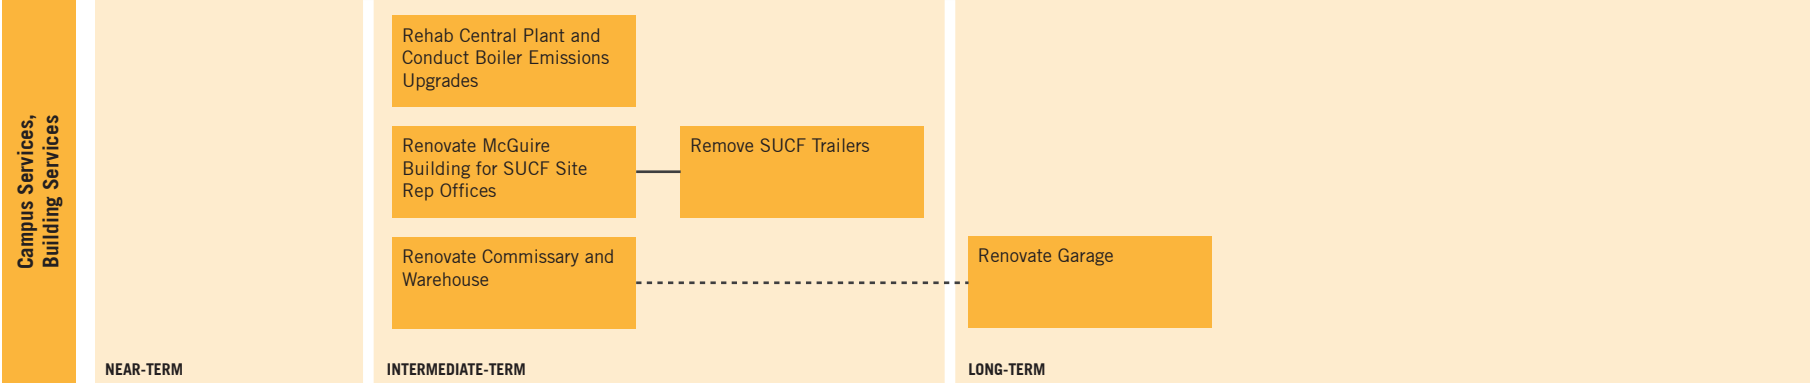 Campus Services,
Building Services
Rehab Central Plant and
Conduct Boiler Emissions
Upgrades
Renovate McGuire
Building for SUCF Site
Rep Offices
Remove SUCF Trailers
Renovate Commissary and
Warehouse
Renovate Garage
NEAR-TERM
INTERMEDIATE-TERM
LONG-TERM